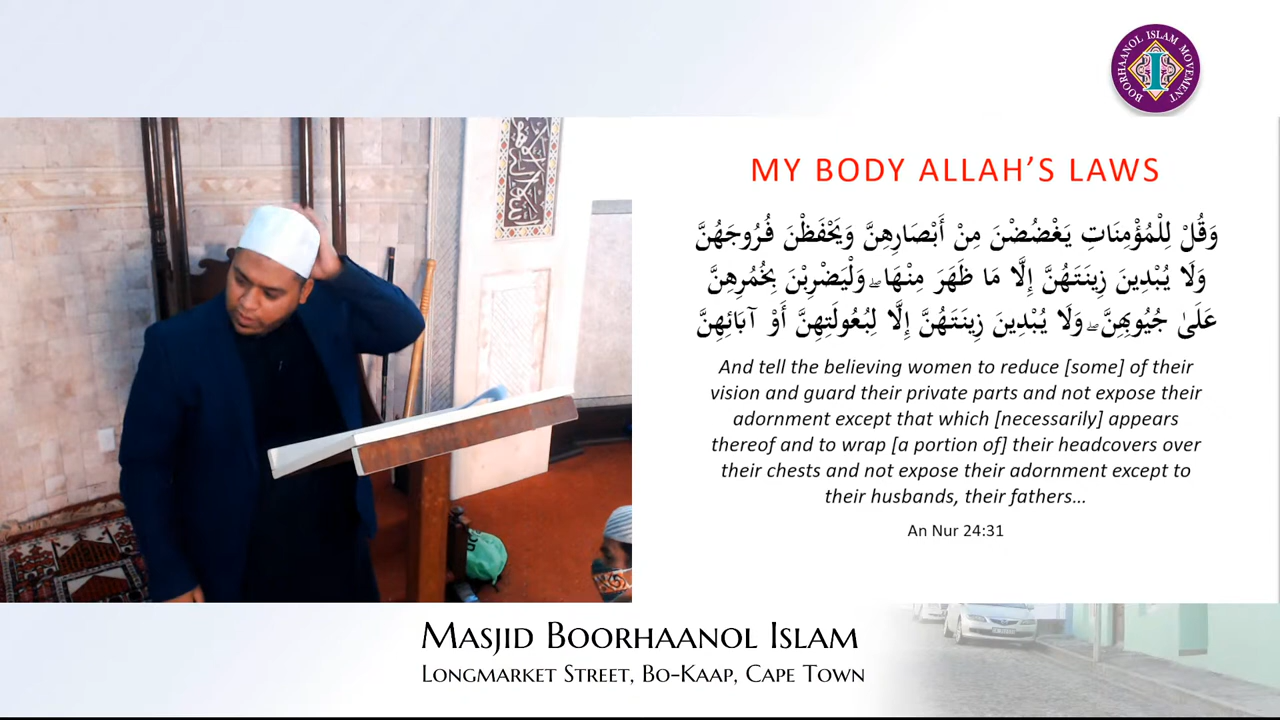 BOORHAANOL ISLAM MOVEMENT
MY BODY ALLAH'S LAWS
وَقُلْ لِلْمُؤْمِنَاتِ يَغْضُضْنَ مِنْ أَبْصَارِهِنَّ وَيَحْفَظْنَ فُرُوجَهُنَّ
وَلَا يُبْدِينَ زِينَتَهُنَّ إِلَّا مَا ظَهَرَ مِنْهَا ۖ وَلْيَضْرِبْنَ بِخُمُرِهِنَّ
عَلَىٰ جُيُوبِهِنَّ ۖ وَلَا يُبْدِينَ زِينَتَهُنَّ إِلَّا لِبُعُولَتِهِنَّ أَوْ آبَائِهِنَّ
And tell the believing women to reduce [some] of their
vision and guard their private parts and not expose their
adornment except that which [necessarily] appears
thereof and to wrap [a portion of] their headcovers over
their chests and not expose their adornment except to
their husbands, their fathers...
An Nur 24:31
MASJID BOORHAANOL ISLAM
LONGMARKET STREET, BO-KAAP, CAPE TOWN